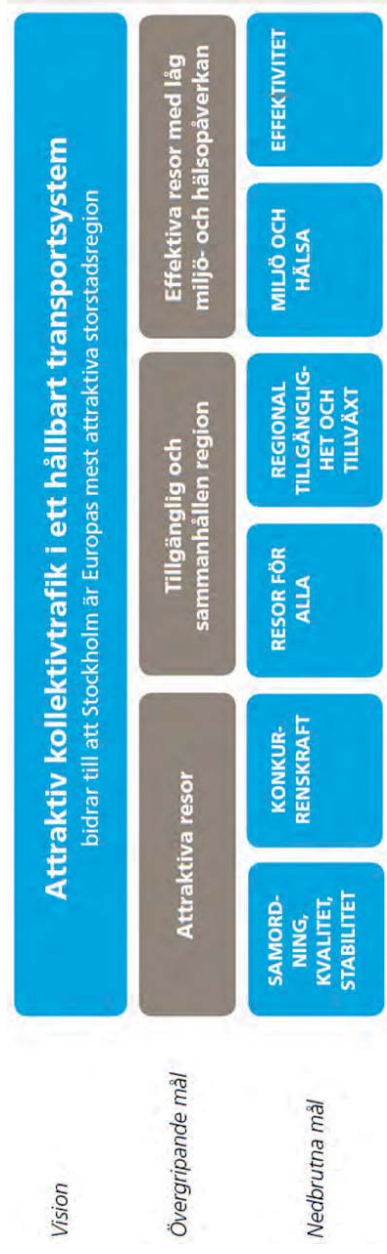 Vision
Attraktiv kollektivtrafik i ett hållbart transportsystem
bidrar till att Stockholm är Europas mest attraktiva storstadsregion
Övergripande mål
Attraktiva resor
Tillgänglig och
sammanhållen region
Effektiva resor med låg
miljö- och hälsopåverkan
Nedbrutna mål
SAMORD-
NING,
KVALITET,
STABILITET
KONKUR-
RENSKRAFT
RESOR FÖR
ALLA
REGIONAL
TILLGÄNGLIG-
HET OCH
TILLVÄXT
MILJÖ OCH
HÄLSA
EFFEKTIVITET